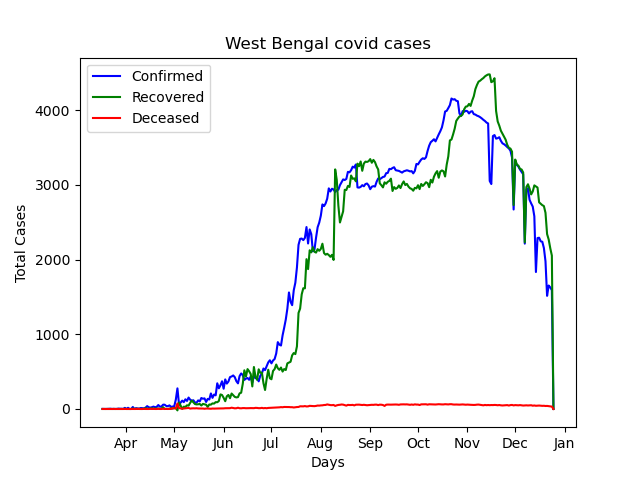 West Bengal covid cases
Confirmed
Recovered
Deceased
Total Cases
4000
3000
2000
1000
0
Apr May Jun Jul Aug Sep Oct Nov Dec Jan
Days